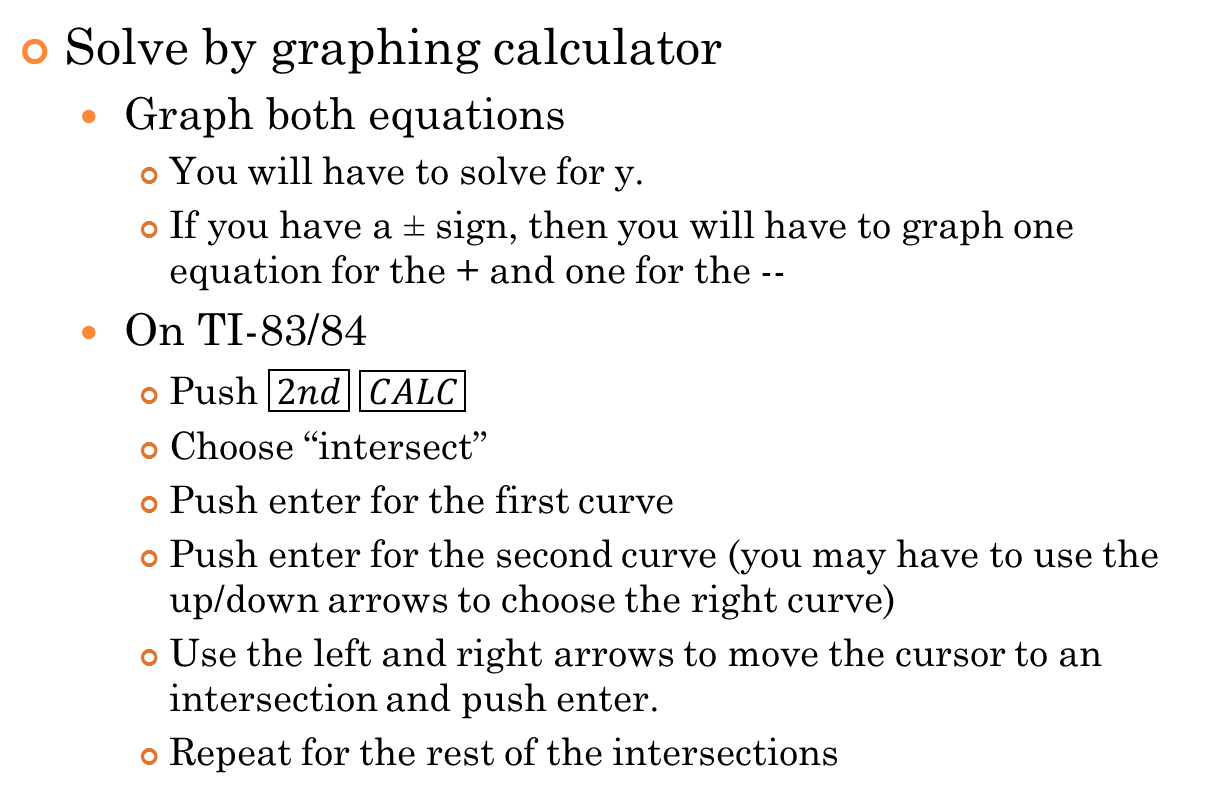 Solve by graphing calculator
Graph both equations
You will have to solve for y.
If you have a ± sign, then you will have to graph one
equation for the + and one for the --
On TI-83/84
Push 2nd CALC
Choose “intersect”
Push enter for the first curve
Push enter for the second curve (you may have to use the
up/down arrows to choose the right curve)
Use the left and right arrows to move the cursor to an
intersection and push enter.
Repeat for the rest of the intersections